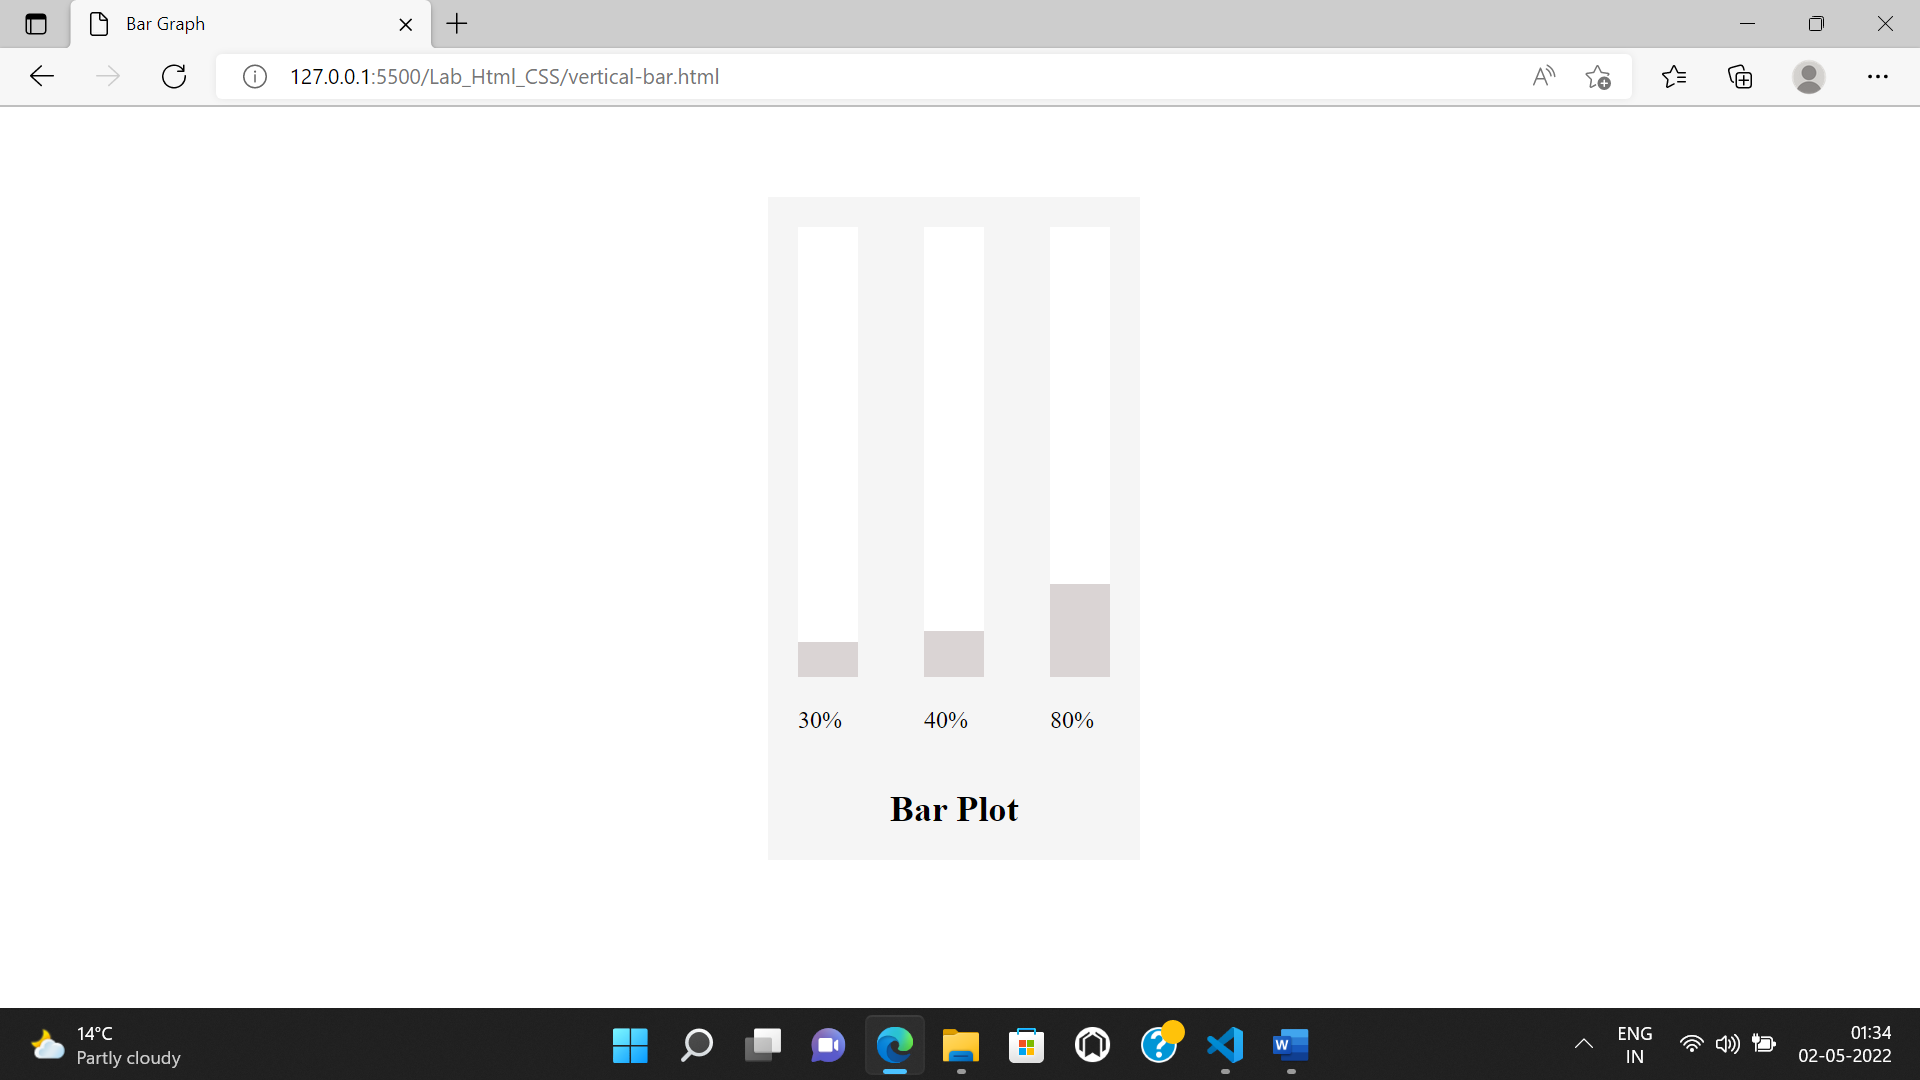 Bar Graph
127.0.0.1:5500/Lab_Html_CSS/vertical-bar.html
30% 40% 80%
Bar Plot
14°C
Partly cloudy
ENG
IN
01:34
02-05-2022